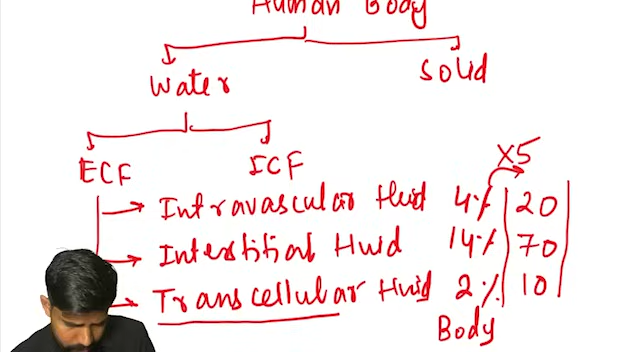 Human Body
Water Solid
ECF ICF
X5
Intravascular Fluid 4% 20
Interstitial Fluid 14% 70
Transcellular Fluid 2% 10
Body